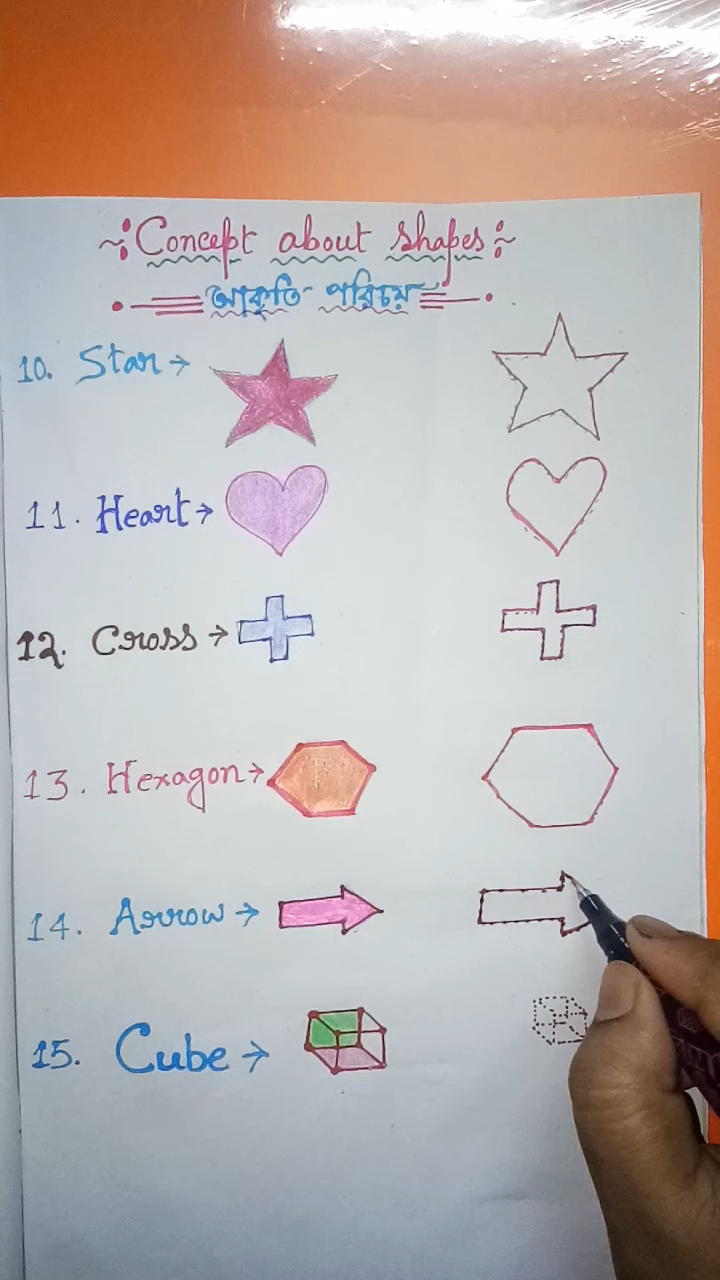 Concept about shapes
আকৃতি পরিচয়
10. Star →
11. Heart →
12. Cross →
13. Hexagon →
14. Arrow →
15. Cube →